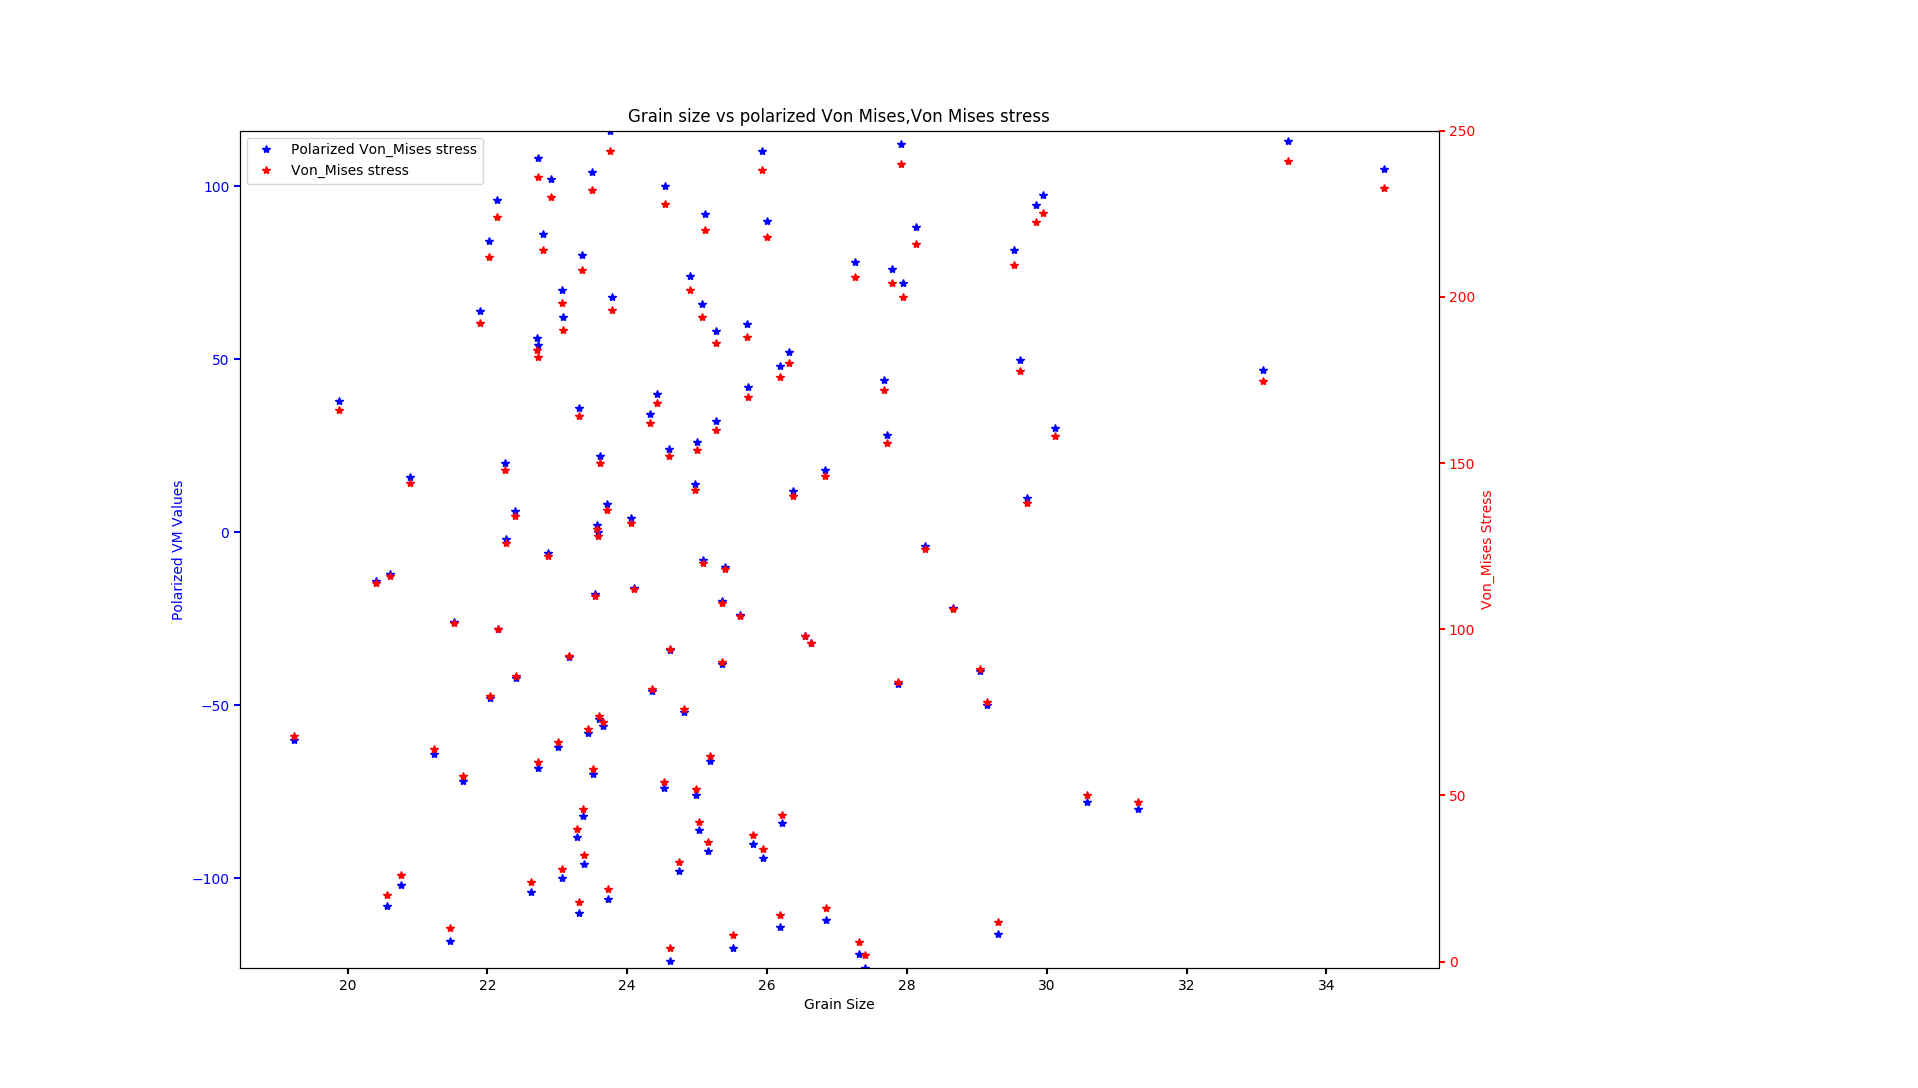 Grain size vs polarized Von Mises,Von Mises stress
Polarized Von_Mises stress
Von_Mises stress
100
50
0
−50
−100
Polarized VM Values
250
200
150
100
50
0
Von_Mises Stress
20 22 24 26 28 30 32 34
Grain Size